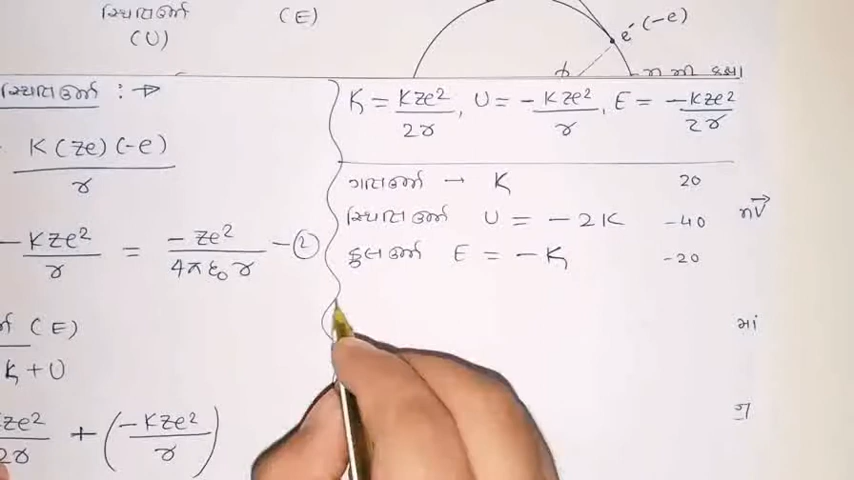 સ્થિતિઊર્જા (E)
(U)
e⁻ (-e)
સ્થિતિઊર્જા :⇒
K(Ze)(-e)
r
-KZe² / r = -Ze² / 4πε₀r -②
(E)
K + U
Ze² / 2r + (-KZe² / r)
K = KZe² / 2r, U = -KZe² / r, E = -KZe² / 2r
ગતિઊર્જા → K 20
સ્થિતિઊર્જા U = -2K -40
કુલઊર્જા E = -K -20
માં